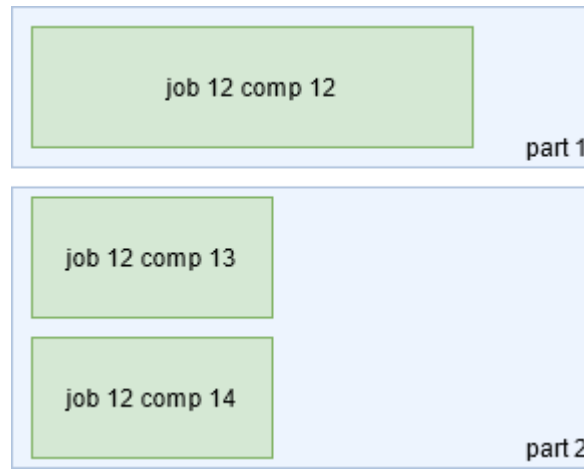 job 12 comp 12
part 1
job 12 comp 13
job 12 comp 14
part 2